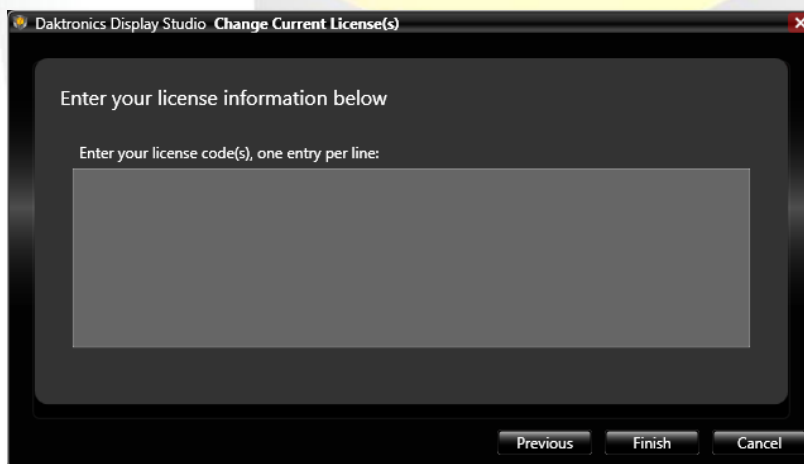 Daktronics Display Studio Change Current License(s)
Enter your license information below
Enter your license code(s), one entry per line:
Previous Finish Cancel